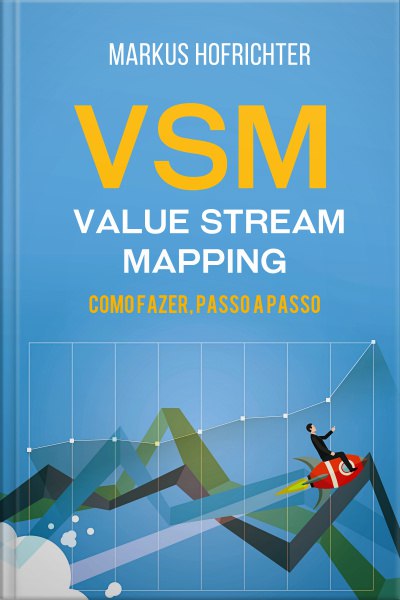 MARKUS HOFRICHTER
VSM
VALUE STREAM
MAPPING
COMO FAZER, PASSO A PASSO